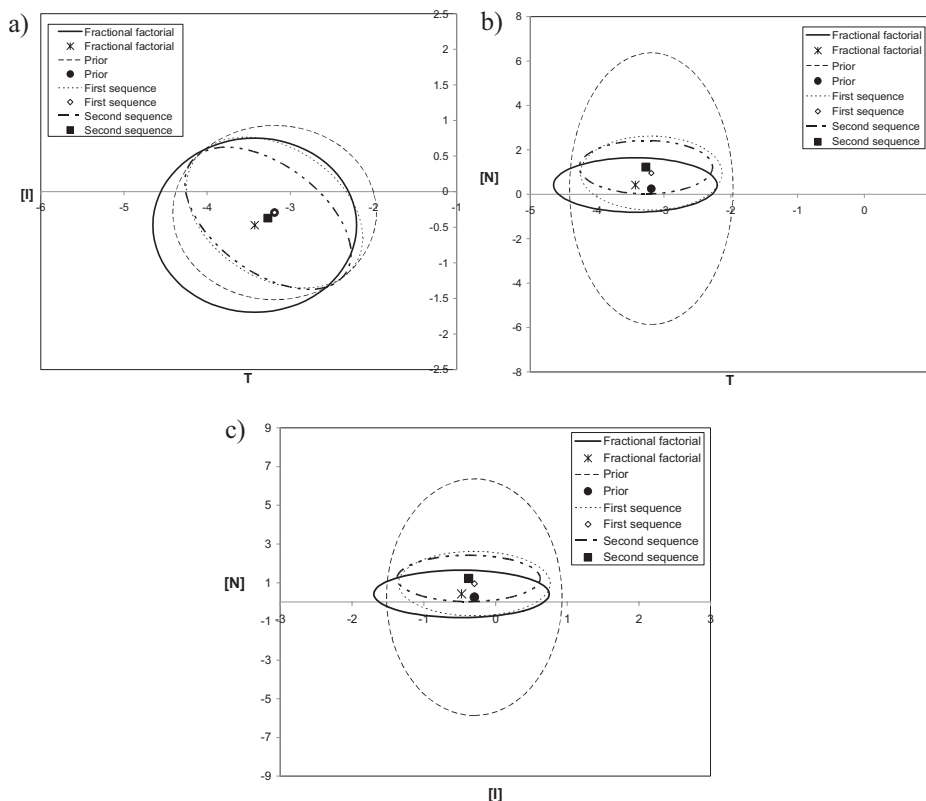 a)
Fractional factorial
Fractional factorial
Prior
Prior
First sequence
First sequence
Second sequence
Second sequence
2.5
2
1.5
1
0.5
0
-0.5
-1
-1.5
-2
-2.5
-6
-5
-4
-3
-2
-1
[I]
T
b)
Fractional factorial
Fractional factorial
Prior
Prior
First sequence
First sequence
Second sequence
Second sequence
8
6
4
2
0
-2
-4
-6
-8
-5
-4
-3
-2
-1
0
[N]
T
c)
Fractional factorial
Fractional factorial
Prior
Prior
First sequence
First sequence
Second sequence
Second sequence
9
7
5
3
1
-1
-3
-5
-7
-9
-3
-2
-1
0
1
2
3
[N]
[I]